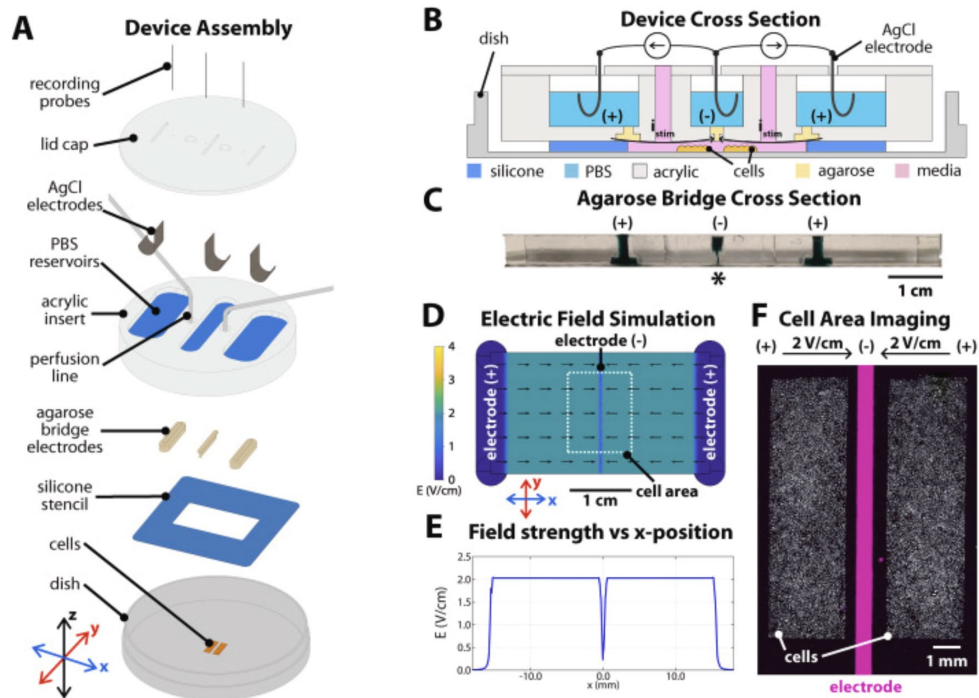 A
Device Assembly
recording
probes
lid cap
AgCl
electrodes
PBS
reservoirs
acrylic
insert
perfusion
line
agarose
bridge
electrodes
silicone
stencil
cells
dish
z
y
x
B
Device Cross Section
dish
AgCl
electrode
(+)
(-)
(+)
i stim
i stim
cells
silicone
PBS
acrylic
agarose
media
C
Agarose Bridge Cross Section
(+)
(-)
(+)
*
1 cm
D
Electric Field Simulation
electrode (-)
4
3
2
1
0
E (V/cm)
electrode (+)
electrode (+)
y
x
1 cm
cell area
E
Field strength vs x-position
2.5
2.0
1.5
1.0
0.5
0.0
E (V/cm)
-10.0
0.0
10.0
x (mm)
F
Cell Area Imaging
(+) 2 V/cm (-) 2 V/cm (+)
cells
1 mm
electrode